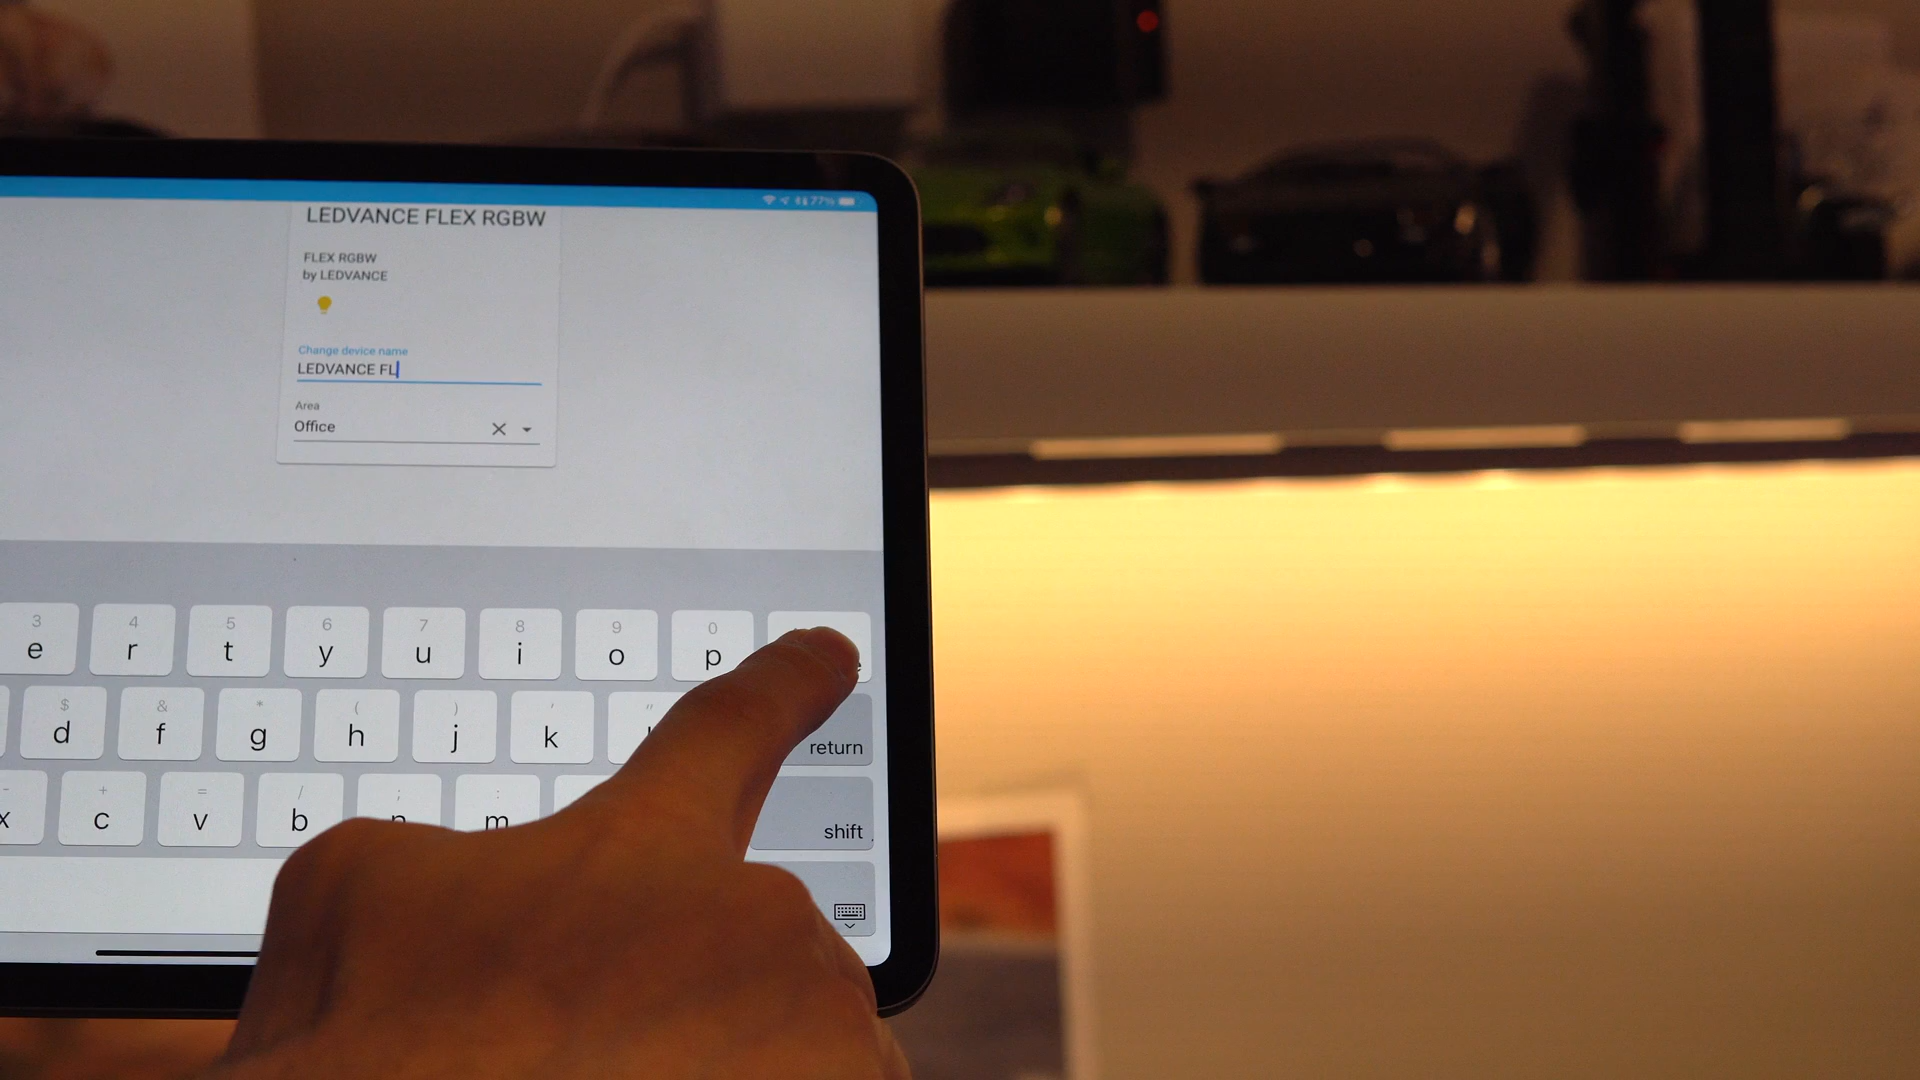 77%
LEDVANCE FLEX RGBW
FLEX RGBW
by LEDVANCE
Change device name
LEDVANCE FL
Area
Office
3 4 5 6 7 8 9 0
e r t y u i o p
$ & * ( ) ' "
d f g h j k
return
- + = / ; :
x c v b n m
shift